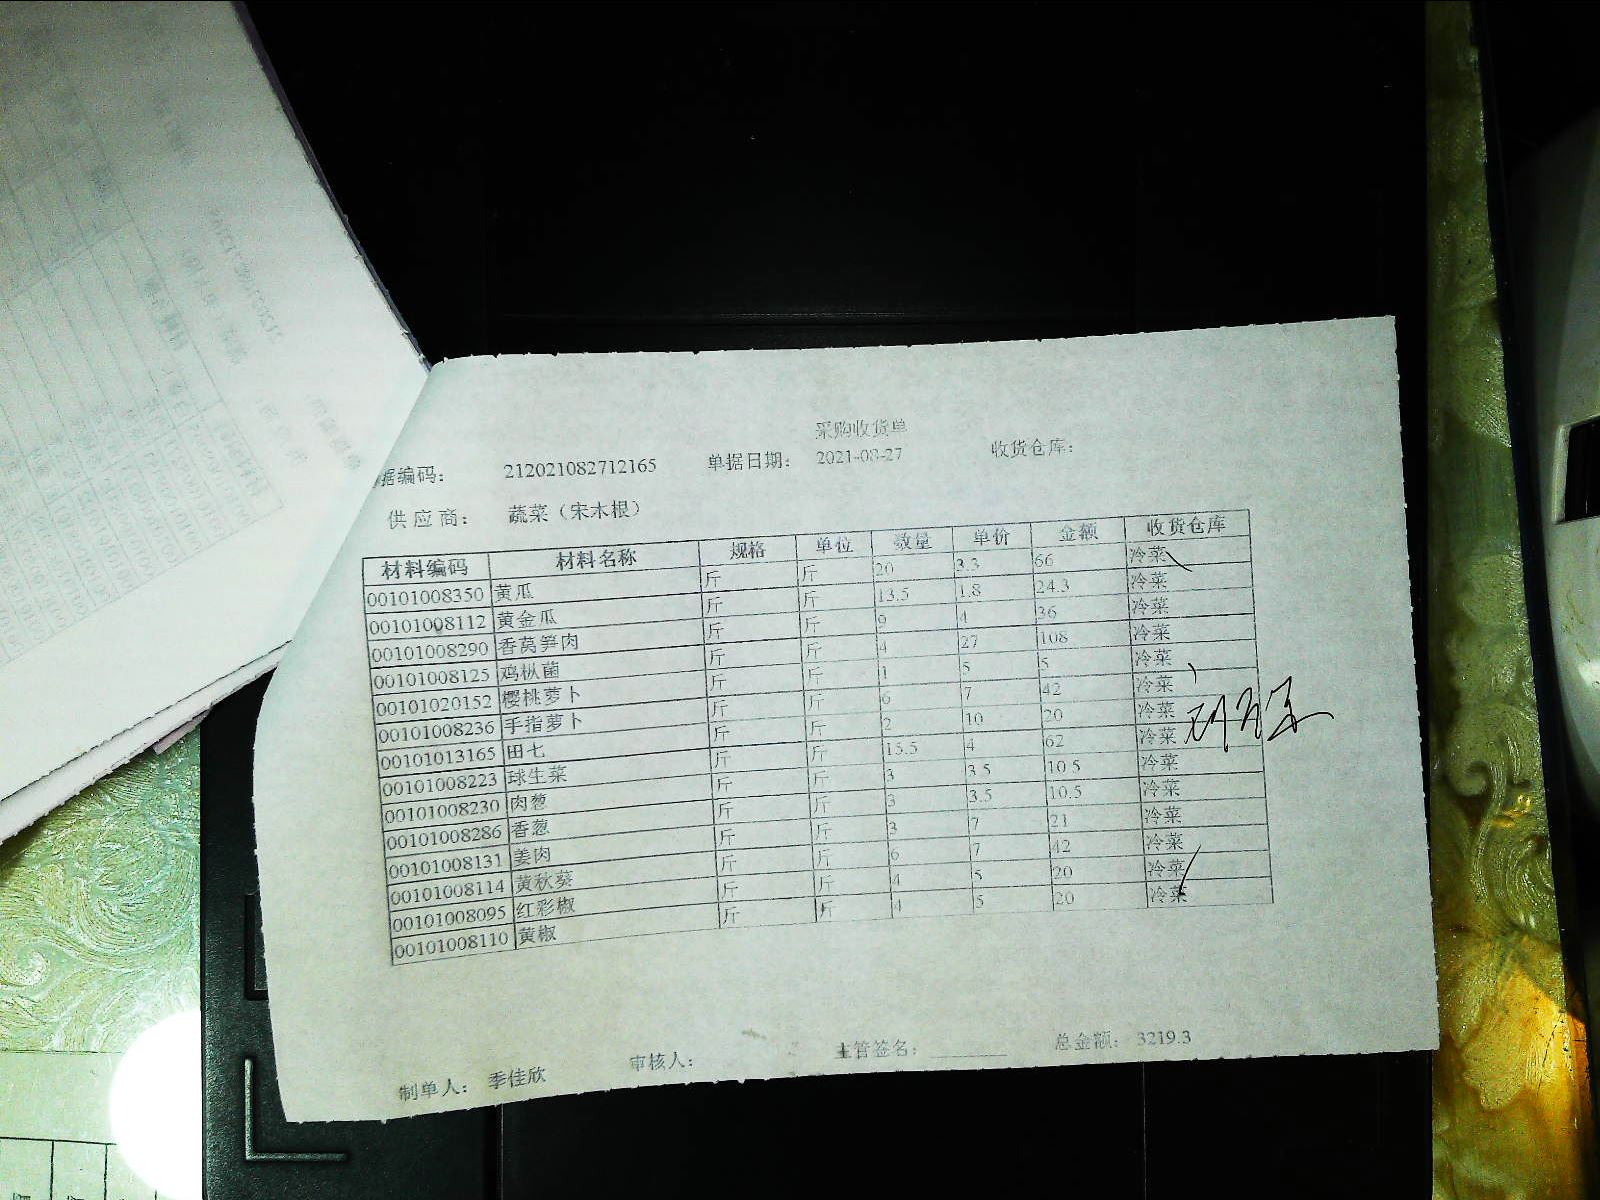 采购收货单
据编码： 212021082712165 单据日期： 2021-08-27 收货仓库：
供应商： 蔬菜（宋木根）
材料编码 材料名称 规格 单位 数量 单价 金额 收货仓库
00101008350 黄瓜 斤 斤 20 3.3 66 冷菜
00101008112 黄金瓜 斤 斤 13.5 1.8 24.3 冷菜
00101008290 香莴笋肉 斤 斤 9 4 36 冷菜
00101008125 鸡枞菌 斤 斤 4 27 108 冷菜
00101020152 樱桃萝卜 斤 斤 1 5 5 冷菜
00101008236 手指萝卜 斤 斤 6 7 42 冷菜
00101013165 田七 斤 斤 2 10 20 冷菜
00101008223 球生菜 斤 斤 15.5 4 62 冷菜
00101008230 肉葱 斤 斤 3 3.5 10.5 冷菜
00101008286 香葱 斤 斤 3 3.5 10.5 冷菜
00101008131 姜肉 斤 斤 3 7 21 冷菜
00101008114 黄秋葵 斤 斤 6 7 42 冷菜
00101008095 红彩椒 斤 斤 4 5 20 冷菜
00101008110 黄椒 斤 斤 4 5 20 冷菜
制单人： 季佳欣 审核人： 主管签名： 总金额： 3219.3